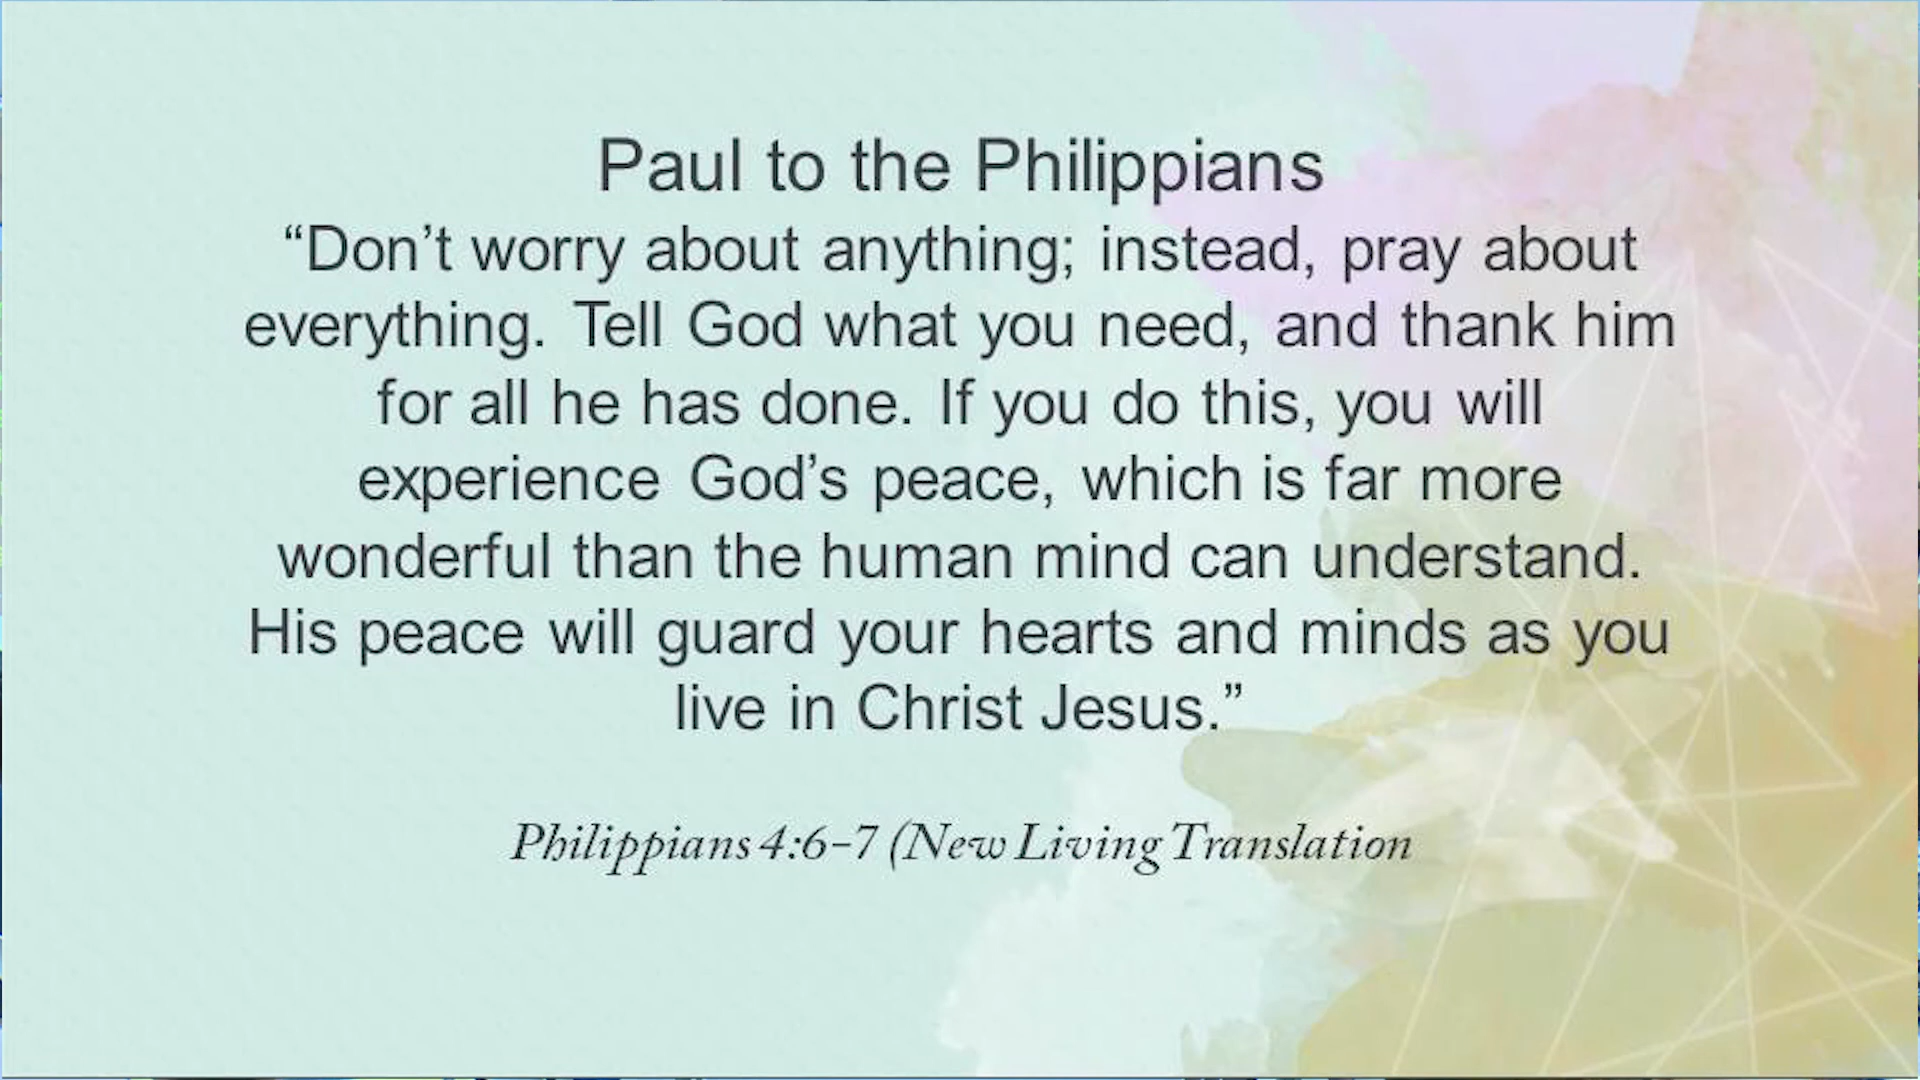 Paul to the Philippians
“Don’t worry about anything; instead, pray about
everything. Tell God what you need, and thank him
for all he has done. If you do this, you will
experience God’s peace, which is far more
wonderful than the human mind can understand.
His peace will guard your hearts and minds as you
live in Christ Jesus.”
Philippians 4:6–7 (New Living Translation